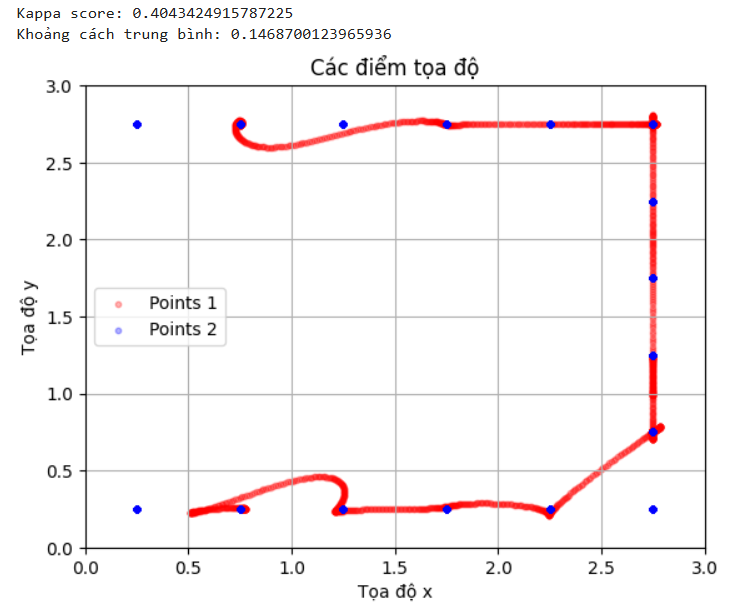 Kappa score: 0.4043424915787225
Khoảng cách trung bình: 0.1468700123965936
Các điểm tọa độ
3.0
2.5
2.0
1.5
1.0
0.5
0.0
Tọa độ y
Points 1
Points 2
0.0 0.5 1.0 1.5 2.0 2.5 3.0
Tọa độ x